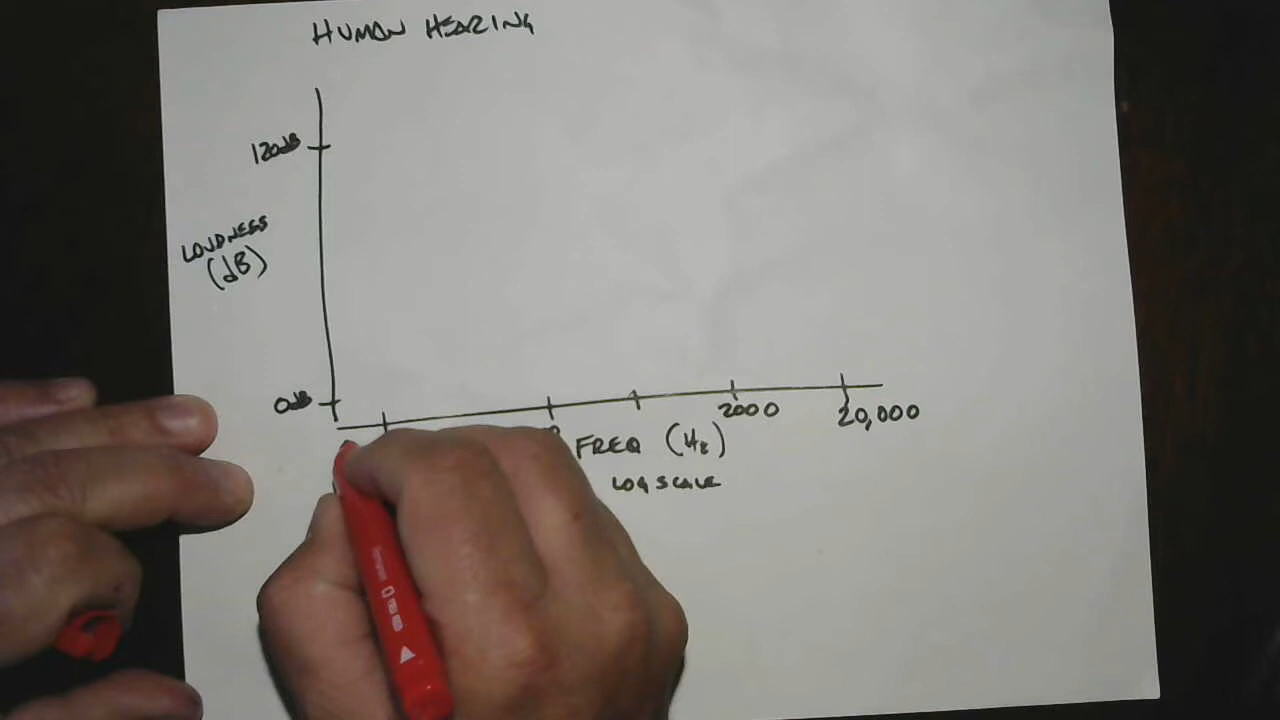 HUMAN HEARING
120dB
LOUDNESS
(dB)
0dB
2000
20,000
FREQ (Hz)
LOG SCALE